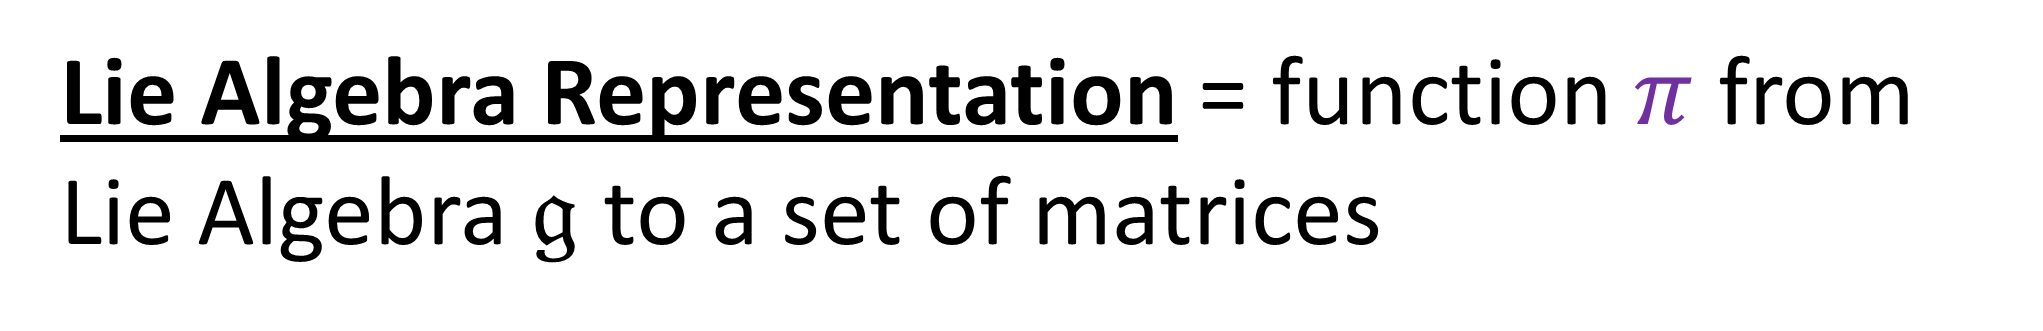 Lie Algebra Representation = function π from
Lie Algebra 𝔤 to a set of matrices